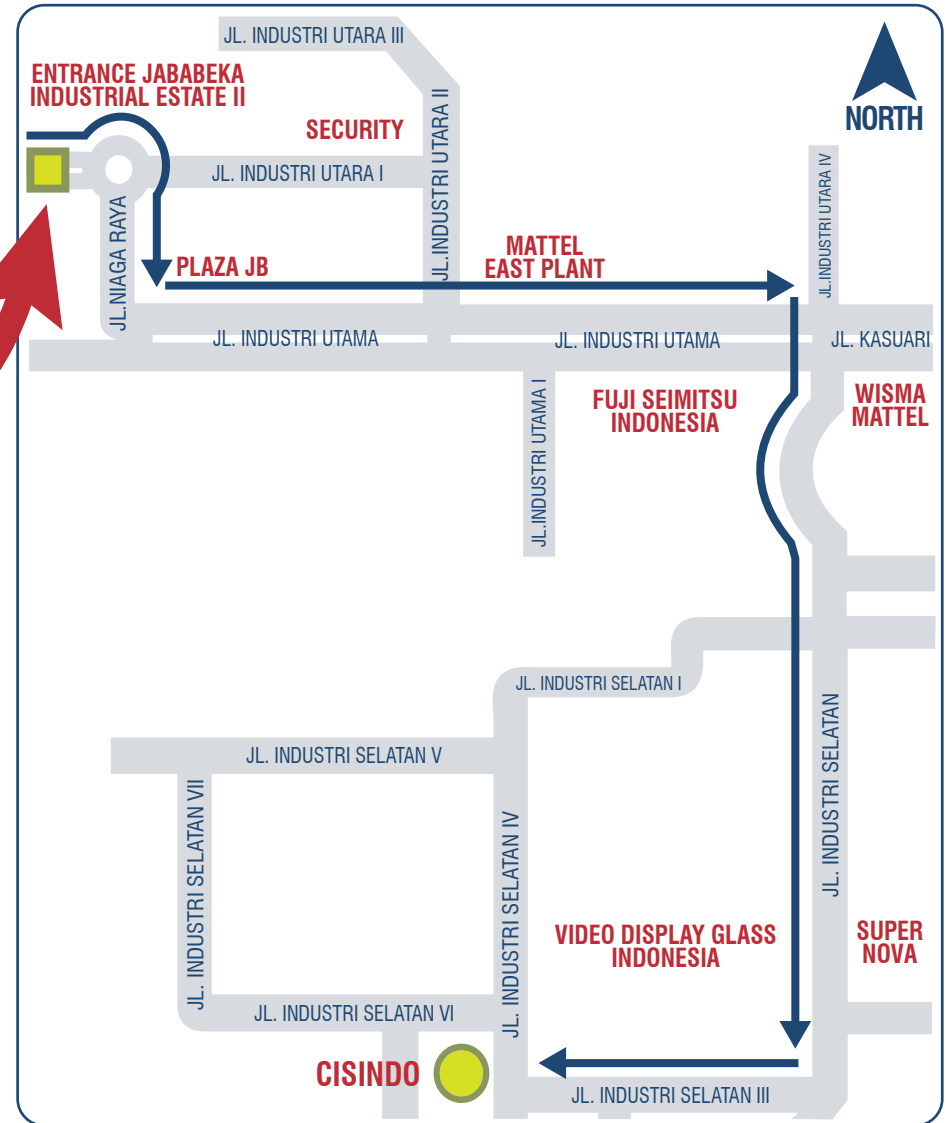 JL. INDUSTRI UTARA III
ENTRANCE JABABEKA
INDUSTRIAL ESTATE II
NORTH
SECURITY
JL. INDUSTRI UTARA I
JL.INDUSTRI UTARA II
JL.INDUSTRI UTARA IV
JL.NIAGA RAYA
PLAZA JB
MATTEL
EAST PLANT
JL. INDUSTRI UTAMA
JL. INDUSTRI UTAMA
JL. KASUARI
JL.INDUSTRI UTAMA I
FUJI SEIMITSU
INDONESIA
WISMA
MATTEL
JL. INDUSTRI SELATAN I
JL. INDUSTRI SELATAN V
JL. INDUSTRI SELATAN VII
JL. INDUSTRI SELATAN IV
JL. INDUSTRI SELATAN
VIDEO DISPLAY GLASS
INDONESIA
SUPER
NOVA
JL. INDUSTRI SELATAN VI
CISINDO
JL. INDUSTRI SELATAN III